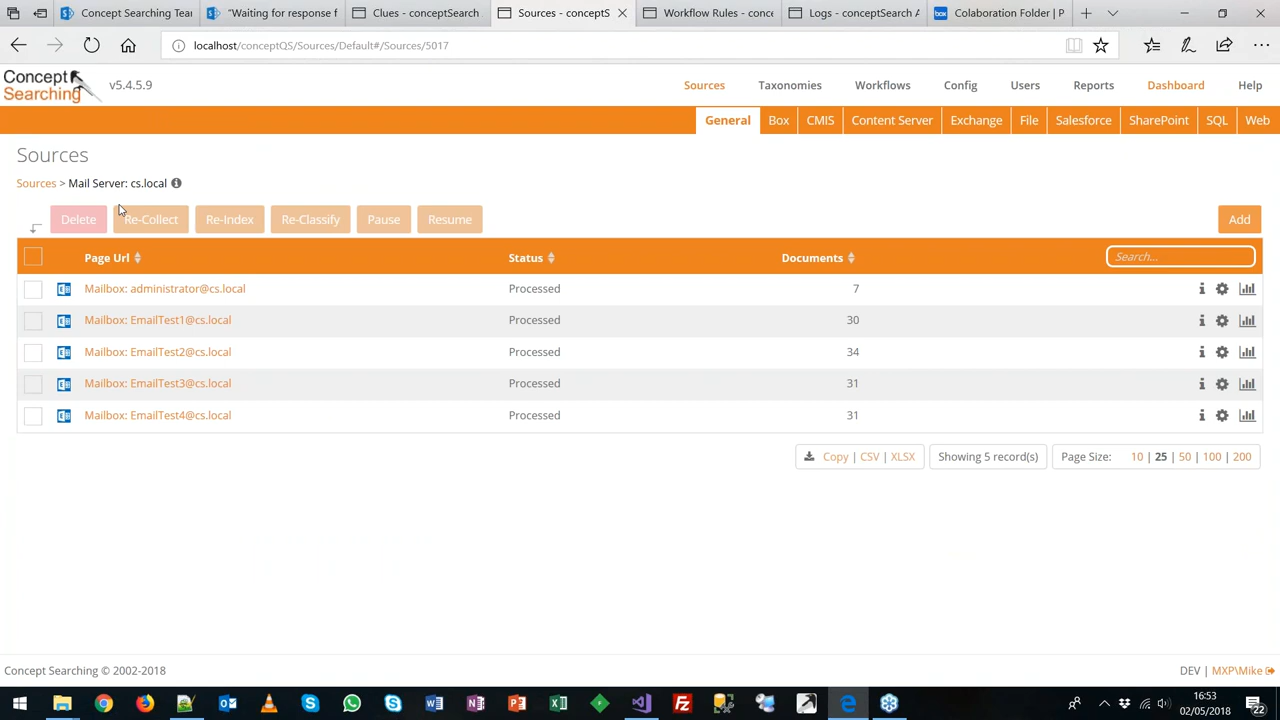 Concept Searching Tea
"Waiting for response f
Clues - conceptSearch
Sources - conceptS
Workflow Rules - con
Logs - conceptSearch A
box
Colaboration Folder | P
localhost/conceptQS/Sources/Default#/Sources/5017
Concept
Searching
v5.4.5.9
Sources
Taxonomies
Workflows
Config
Users
Reports
Dashboard
Help
General
Box
CMIS
Content Server
Exchange
File
Salesforce
SharePoint
SQL
Web
Sources
Sources > Mail Server: cs.local
Delete
Re-Collect
Re-Index
Re-Classify
Pause
Resume
Add
Page Url
Status
Documents
Search...
Mailbox: administrator@cs.local Processed 7
Mailbox: EmailTest1@cs.local Processed 30
Mailbox: EmailTest2@cs.local Processed 34
Mailbox: EmailTest3@cs.local Processed 31
Mailbox: EmailTest4@cs.local Processed 31
Copy | CSV | XLSX
Showing 5 record(s)
Page Size: 10 | 25 | 50 | 100 | 200
Concept Searching © 2002-2018
DEV | MXP\Mike
16:53
02/05/2018
22